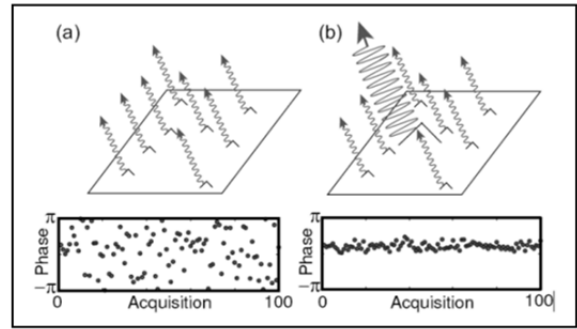 (a)
(b)
π
Phase
-π
0
Acquisition
100
π
Phase
-π
0
Acquisition
100